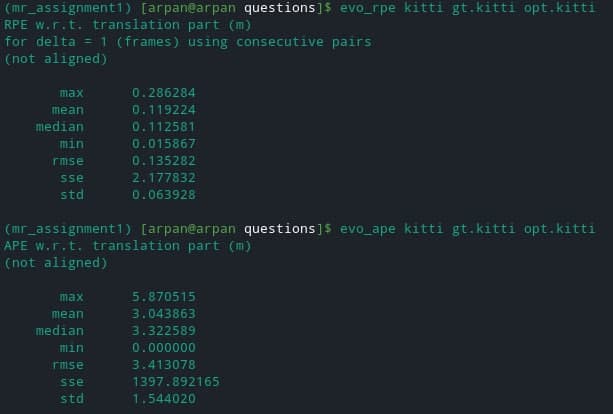 (mr_assignment1) [arpan@arpan questions]$ evo_rpe kitti gt.kitti opt.kitti
RPE w.r.t. translation part (m)
for delta = 1 (frames) using consecutive pairs
(not aligned)
max 0.286284
mean 0.119224
median 0.112581
min 0.015867
rmse 0.135282
sse 2.177832
std 0.063928
(mr_assignment1) [arpan@arpan questions]$ evo_ape kitti gt.kitti opt.kitti
APE w.r.t. translation part (m)
(not aligned)
max 5.870515
mean 3.043863
median 3.322589
min 0.000000
rmse 3.413078
sse 1397.892165
std 1.544020